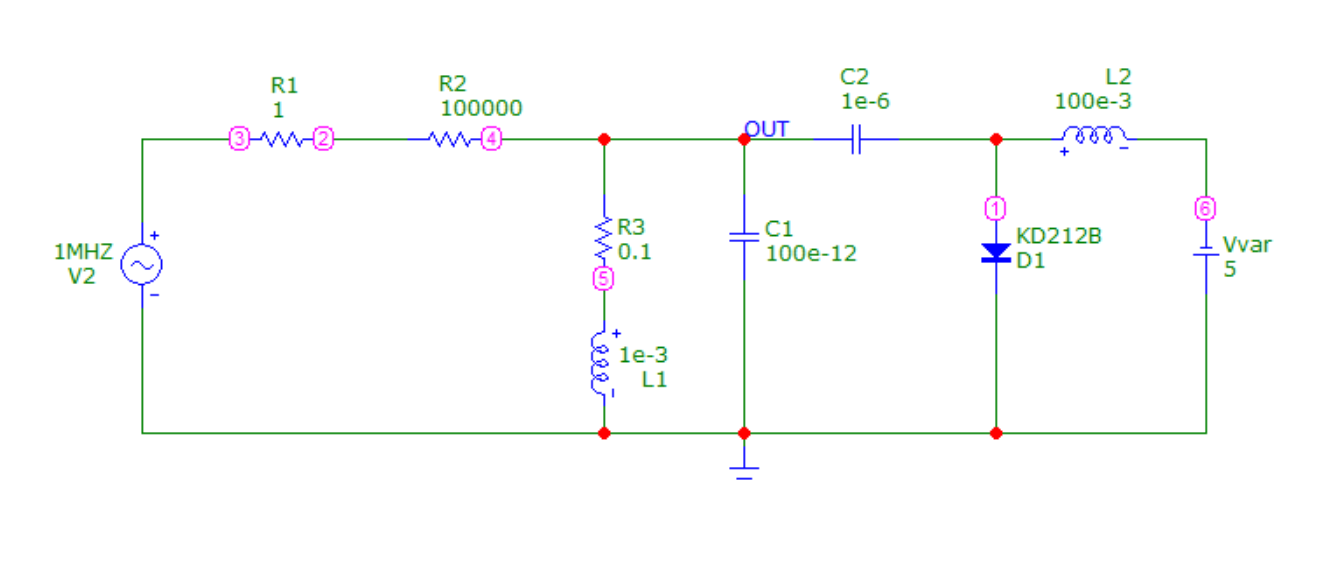 R1
1
R2
100000
C2
1e-6
L2
100e-3
OUT
3
2
4
1
6
1MHZ
V2
+
-
R3
0.1
C1
100e-12
KD212B
D1
Vvar
5
5
+
-
1e-3
L1
+
-